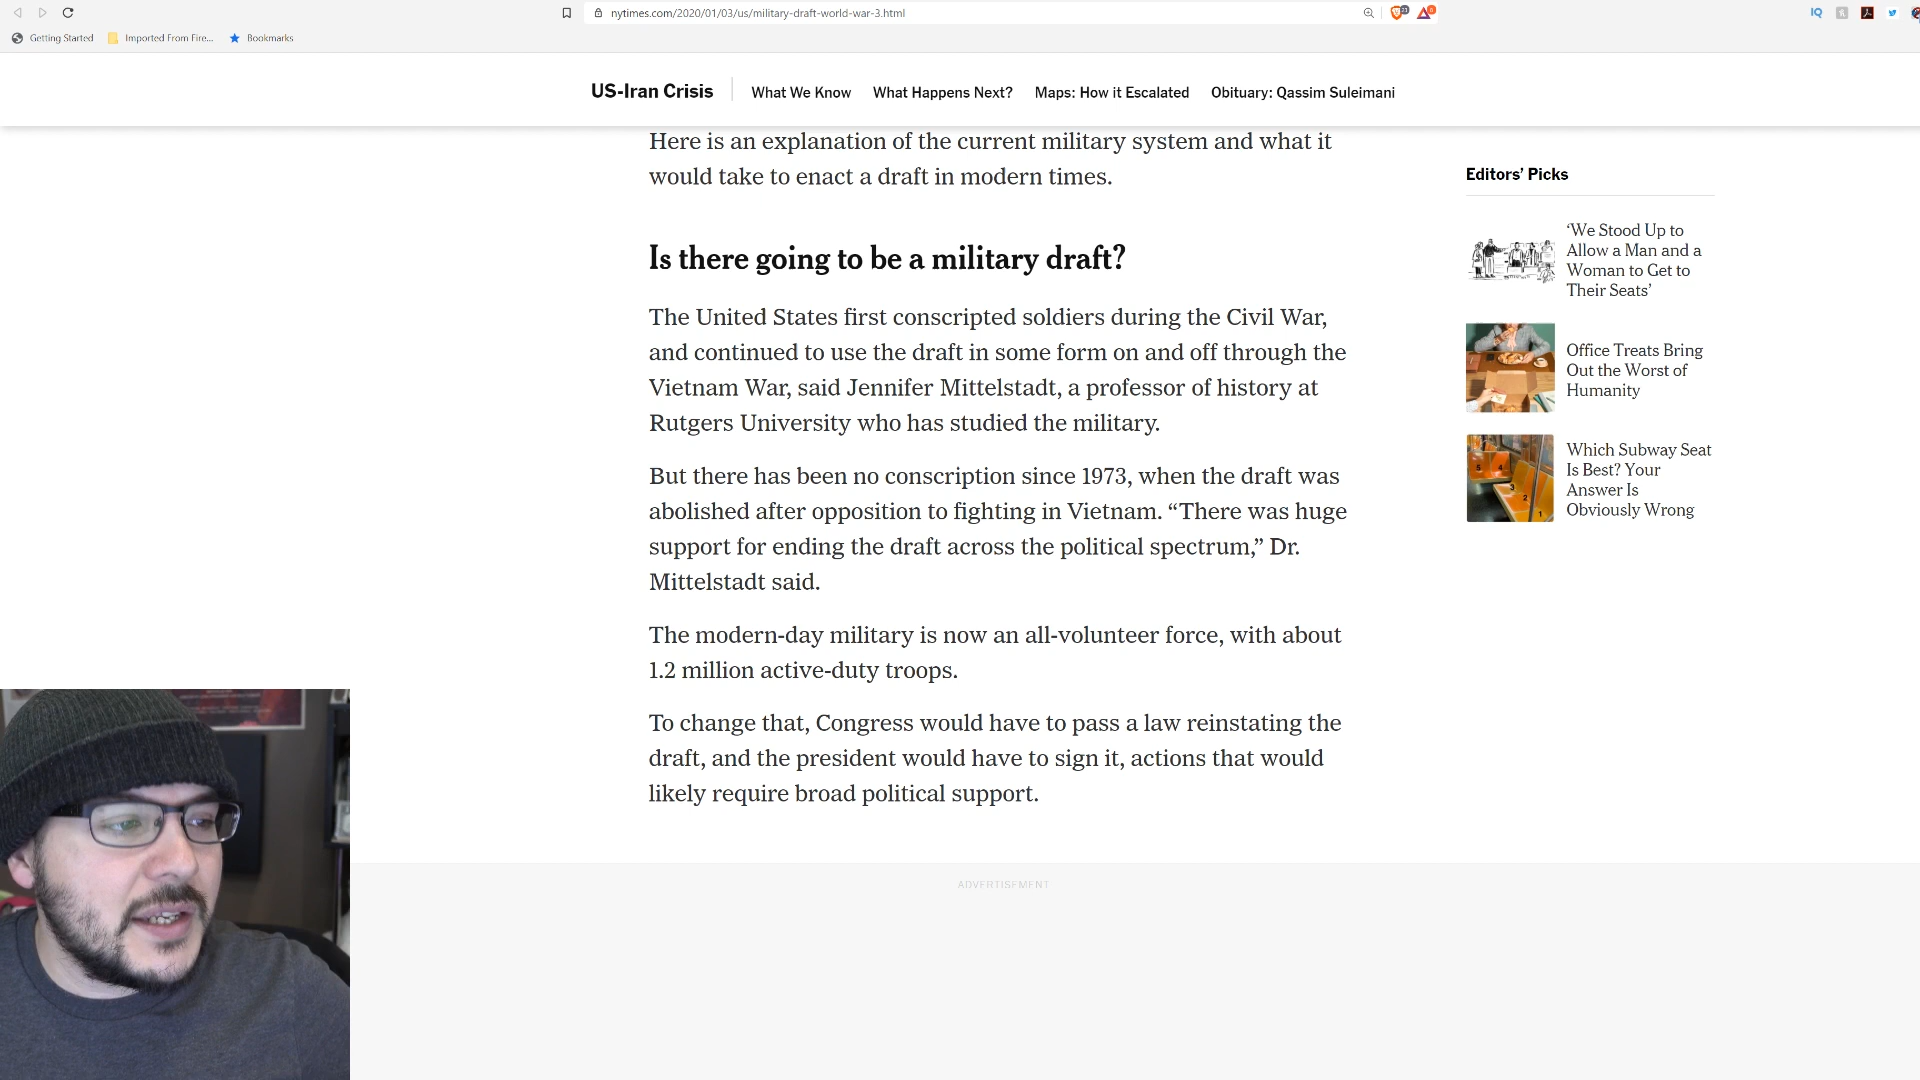 nytimes.com/2020/01/03/us/military-draft-world-war-3.html
IQ
Getting Started
Imported From Fire...
Bookmarks
US-Iran Crisis
What We Know
What Happens Next?
Maps: How it Escalated
Obituary: Qassim Suleimani
Here is an explanation of the current military system and what it
would take to enact a draft in modern times.
Is there going to be a military draft?
The United States first conscripted soldiers during the Civil War,
and continued to use the draft in some form on and off through the
Vietnam War, said Jennifer Mittelstadt, a professor of history at
Rutgers University who has studied the military.
But there has been no conscription since 1973, when the draft was
abolished after opposition to fighting in Vietnam. “There was huge
support for ending the draft across the political spectrum,” Dr.
Mittelstadt said.
The modern-day military is now an all-volunteer force, with about
1.2 million active-duty troops.
To change that, Congress would have to pass a law reinstating the
draft, and the president would have to sign it, actions that would
likely require broad political support.
ADVERTISEMENT
Editors’ Picks
‘We Stood Up to
Allow a Man and a
Woman to Get to
Their Seats’
Office Treats Bring
Out the Worst of
Humanity
Which Subway Seat
Is Best? Your
Answer Is
Obviously Wrong
5 4
3
2
1